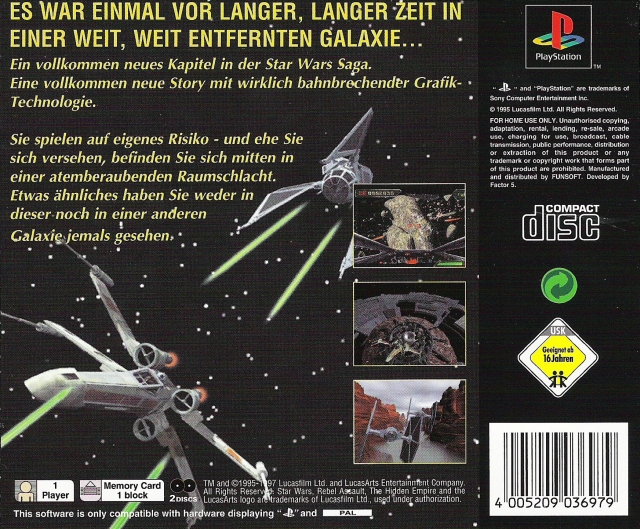 ES WAR EINMAL VOR LANGER, LANGER ZEIT IN
EINER WEIT, WEIT ENTFERNTEN GALAXIE...
Ein vollkommen neues Kapitel in der Star Wars Saga.
Eine vollkommen neue Story mit wirklich bahnbrechender Grafik-
Technologie.
Sie spielen auf eigenes Risiko - und ehe Sie
sich versehen, befinden Sie sich mitten in
einer atemberaubenden Raumschlacht.
Etwas ähnliches haben Sie weder in
dieser noch in einer anderen
Galaxie jemals gesehen.
1
Player
Memory Card
1 block
2 DISCS
TM and ©1995-1997 Lucasfilm Ltd. and LucasArts Entertainment Company.
All Rights Reserved. Star Wars, Rebel Assault, The Hidden Empire and the
LucasArts logo are trademarks of Lucasfilm Ltd., used under authorization.
This software is compatible only with hardware displaying " " and PAL
PlayStation
TM
" " and "PlayStation" are trademarks of
Sony Computer Entertainment Inc.
© 1995 Lucasfilm Ltd. All Rights Reserved.
FOR HOME USE ONLY. Unauthorised copying,
adaptation, rental, lending, re-sale, arcade
use, charging for use, broadcast, cable
transmission, public performance, distribution
or extraction of this product or any
trademark or copyright work that forms part
of this product are prohibited. Manufactured
and distributed by FUNSOFT. Developed by
Factor 5.
COMPACT
disc
USK
Geeignet ab
16 Jahren
4 005209 036979